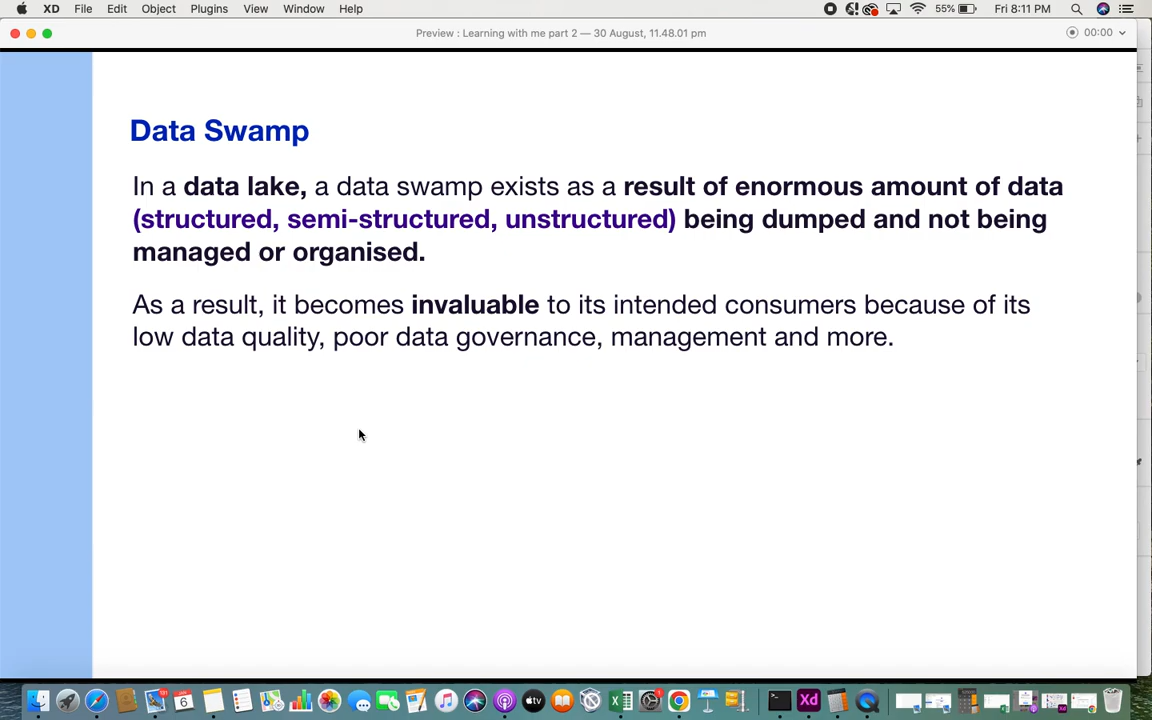 XD File Edit Object Plugins View Window Help 55% Fri 8:11 PM
Preview : Learning with me part 2 — 30 August, 11.48.01 pm 00:00
Data Swamp
In a data lake, a data swamp exists as a result of enormous amount of data
(structured, semi-structured, unstructured) being dumped and not being
managed or organised.
As a result, it becomes invaluable to its intended consumers because of its
low data quality, poor data governance, management and more.
6 tv Xd